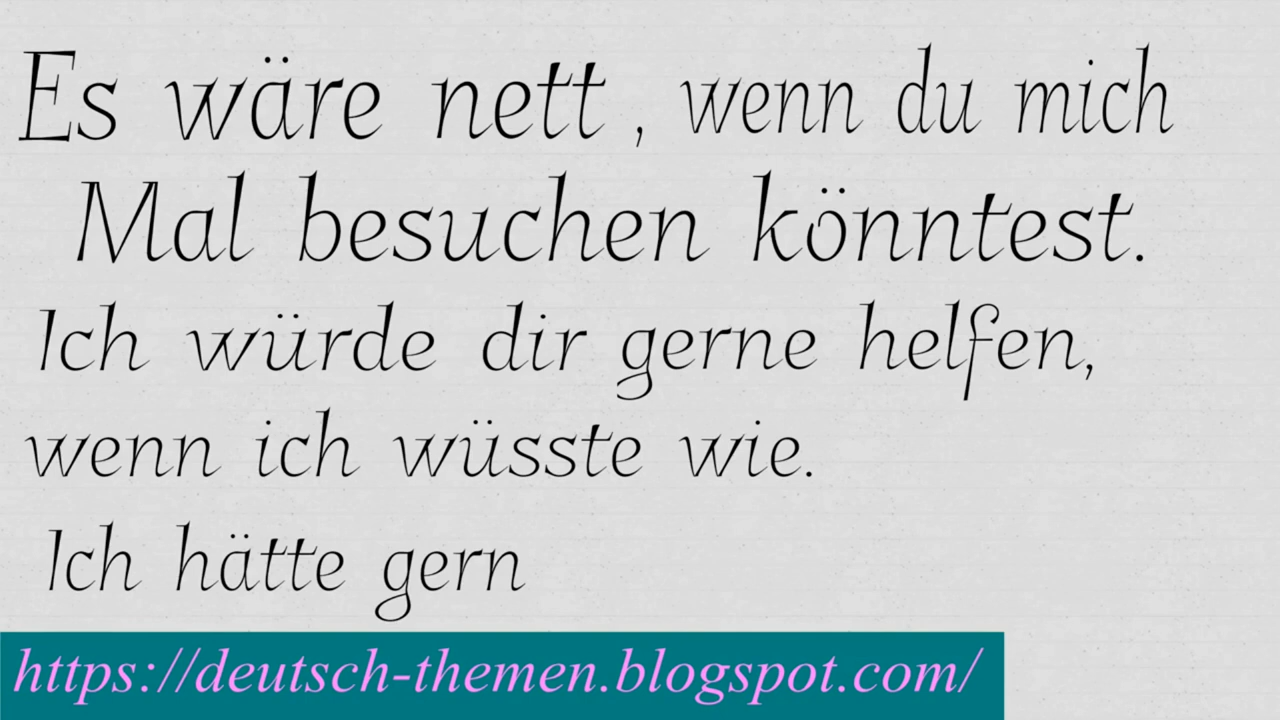 Es wäre nett , wenn du mich
Mal besuchen könntest.
Ich würde dir gerne helfen,
wenn ich wüsste wie.
Ich hätte gern
https://deutsch-themen.blogspot.com/